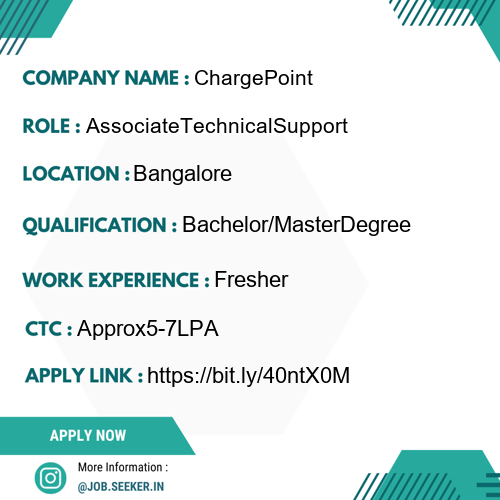 COMPANY NAME : ChargePoint
ROLE : AssociateTechnicalSupport
LOCATION : Bangalore
QUALIFICATION : Bachelor/MasterDegree
WORK EXPERIENCE : Fresher
CTC : Approx5-7LPA
APPLY LINK : https://bit.ly/40ntX0M
APPLY NOW
More Information :
@JOB.SEEKER.IN